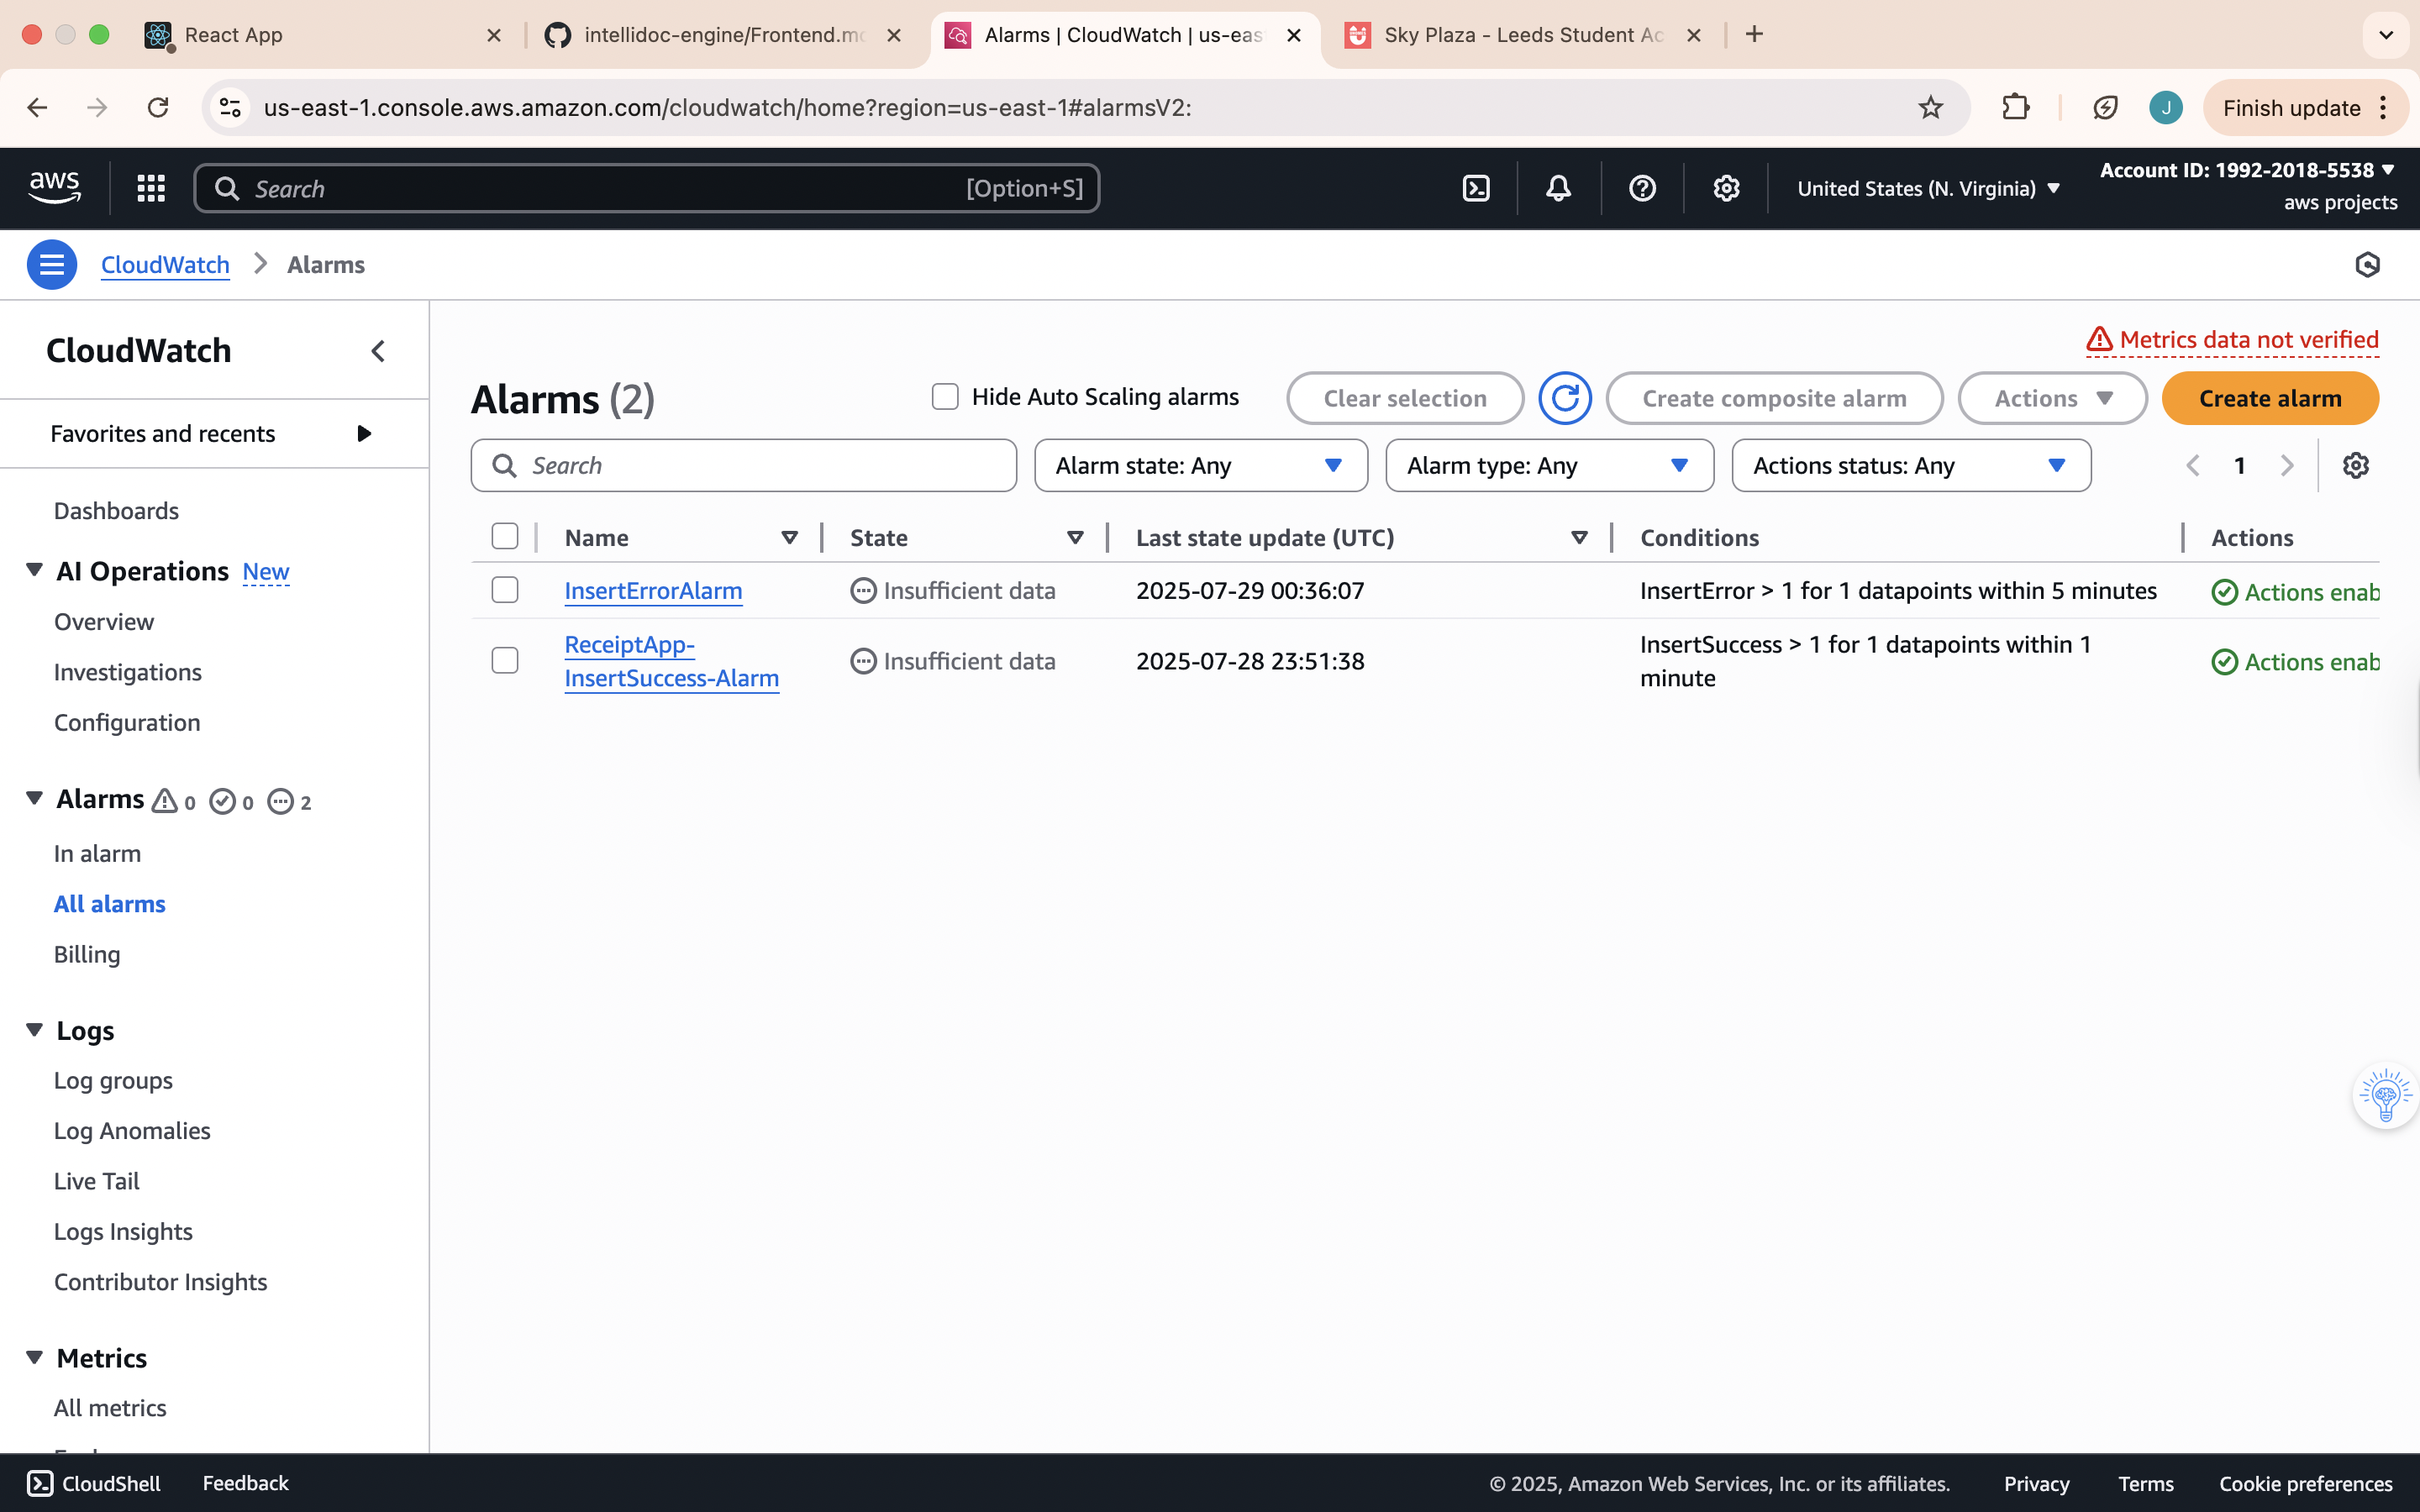 React App
intellidoc-engine/Frontend.md
Alarms | CloudWatch | us-eas
Sky Plaza - Leeds Student Ac
us-east-1.console.aws.amazon.com/cloudwatch/home?region=us-east-1#alarmsV2:
J
Finish update
aws
Search
[Option+S]
United States (N. Virginia)
Account ID: 1992-2018-5538
aws projects
CloudWatch
Alarms
CloudWatch
Favorites and recents
Dashboards
AI Operations New
Overview
Investigations
Configuration
Alarms 0 0 2
In alarm
All alarms
Billing
Logs
Log groups
Log Anomalies
Live Tail
Logs Insights
Contributor Insights
Metrics
All metrics
Metrics data not verified
Alarms (2)
Hide Auto Scaling alarms
Clear selection
Create composite alarm
Actions
Create alarm
Search
Alarm state: Any
Alarm type: Any
Actions status: Any
1
Name State Last state update (UTC) Conditions Actions
InsertErrorAlarm Insufficient data 2025-07-29 00:36:07 InsertError > 1 for 1 datapoints within 5 minutes Actions enab
ReceiptApp-
InsertSuccess-Alarm
Insufficient data
2025-07-28 23:51:38
InsertSuccess > 1 for 1 datapoints within 1
minute
Actions enab
CloudShell
Feedback
© 2025, Amazon Web Services, Inc. or its affiliates.
Privacy
Terms
Cookie preferences